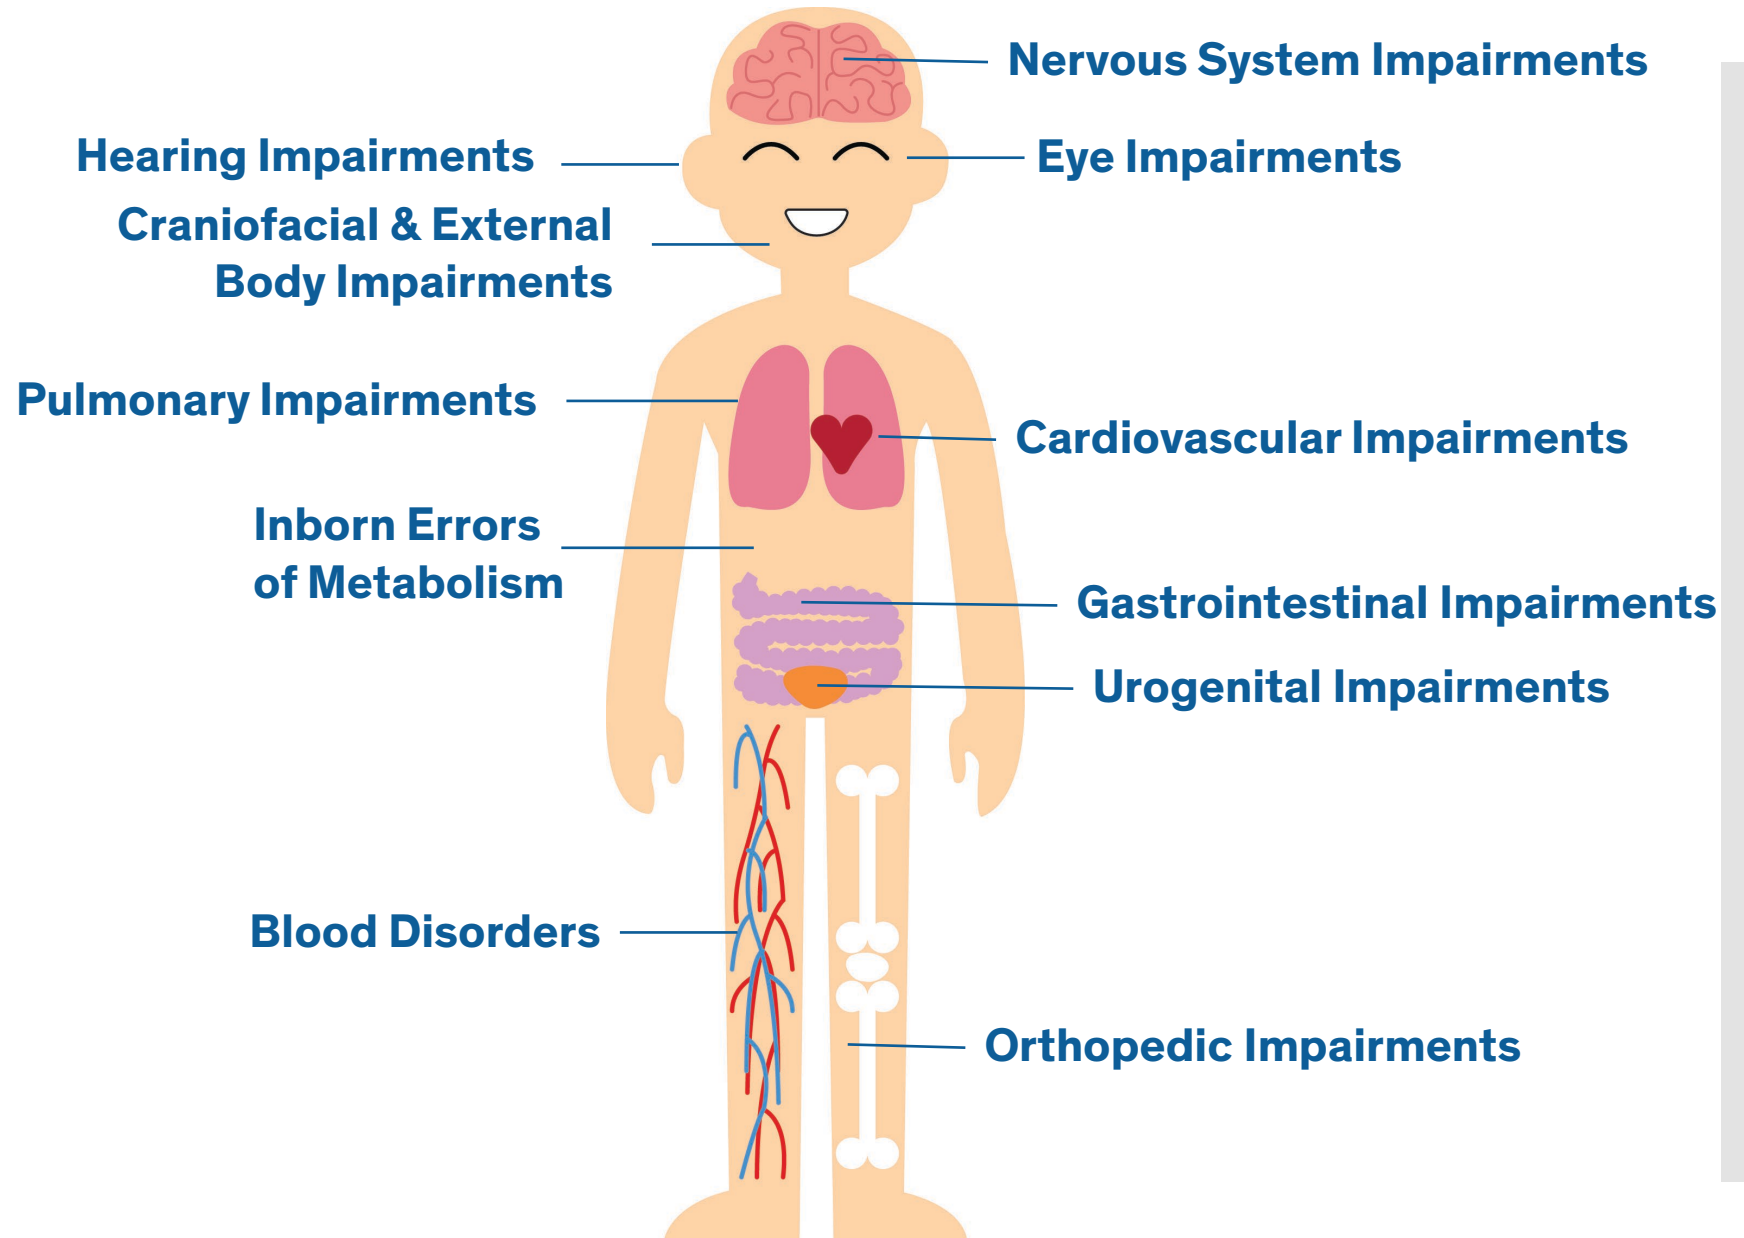 Nervous System Impairments
Hearing Impairments
Eye Impairments
Craniofacial & External
Body Impairments
Pulmonary Impairments
Cardiovascular Impairments
Inborn Errors
of Metabolism
Gastrointestinal Impairments
Urogenital Impairments
Blood Disorders
Orthopedic Impairments